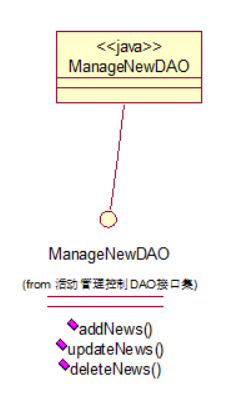 <<java>>
ManageNewDAO
ManageNewDAO
(from 活动管理控制DAO接口集)
addNews()
updateNews()
deleteNews()